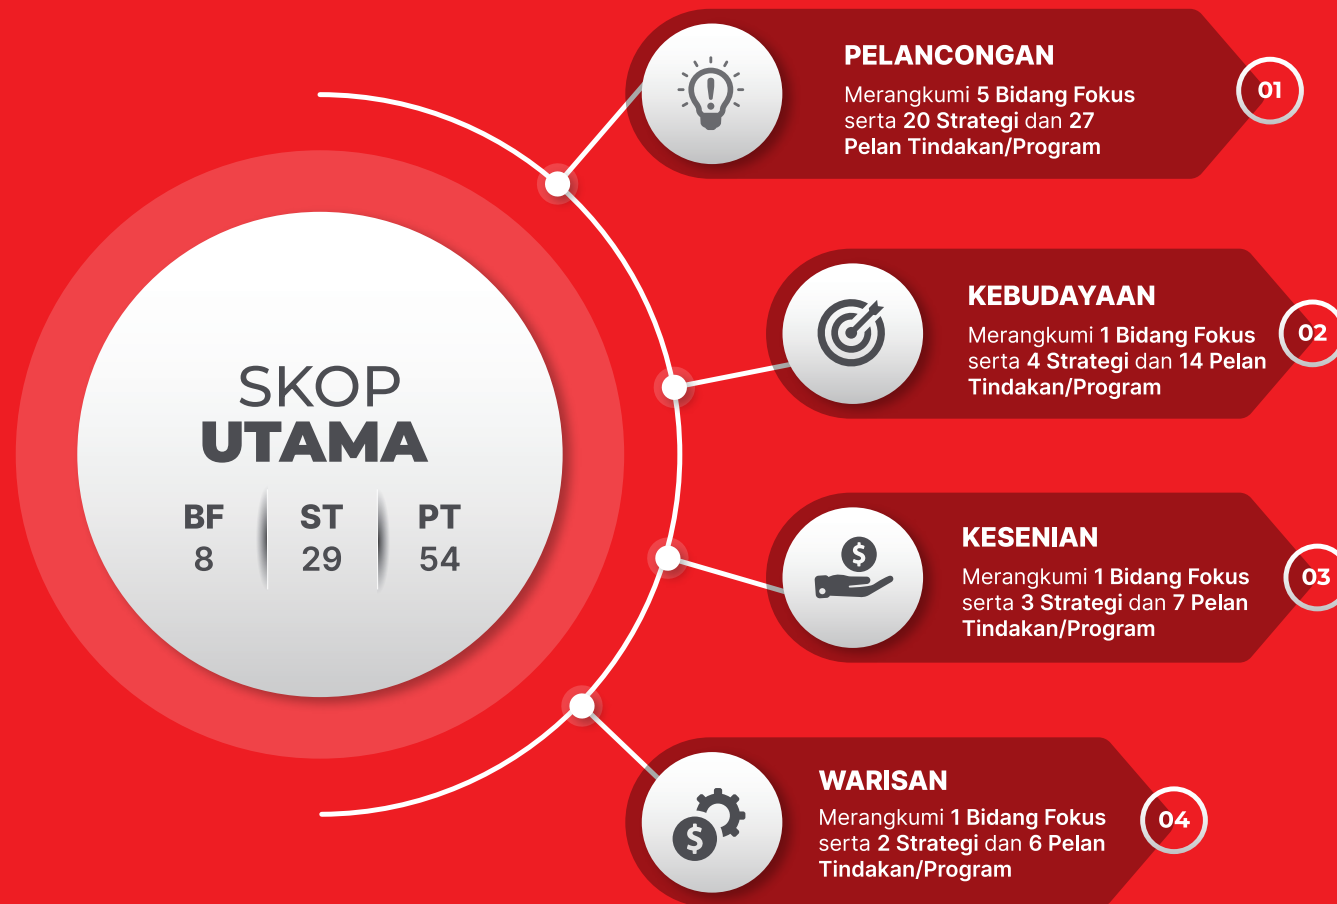 SKOP
UTAMA
BF
8
ST
29
PT
54
PELANCONGAN
Merangkumi 5 Bidang Fokus
serta 20 Strategi dan 27
Pelan Tindakan/Program
01
KEBUDAYAAN
Merangkumi 1 Bidang Fokus
serta 4 Strategi dan 14 Pelan
Tindakan/Program
02
KESENIAN
Merangkumi 1 Bidang Fokus
serta 3 Strategi dan 7 Pelan
Tindakan/Program
03
WARISAN
Merangkumi 1 Bidang Fokus
serta 2 Strategi dan 6 Pelan
Tindakan/Program
04